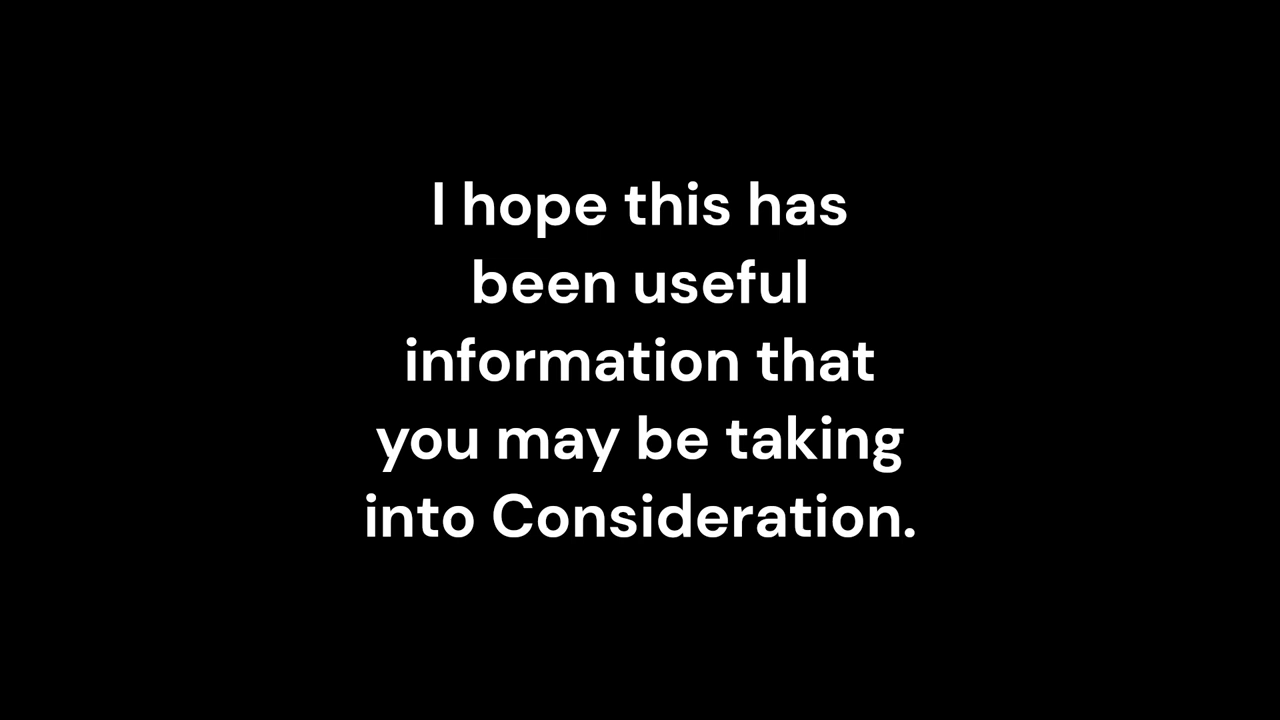 I hope this has
been useful
information that
you may be taking
into Consideration.